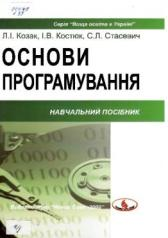 Серія "Вища освіта в Україні"
Л.І. Козак, І.В. Костюк, С.Л. Стасевич
ОСНОВИ
ПРОГРАМУВАННЯ
НАВЧАЛЬНИЙ ПОСІБНИК